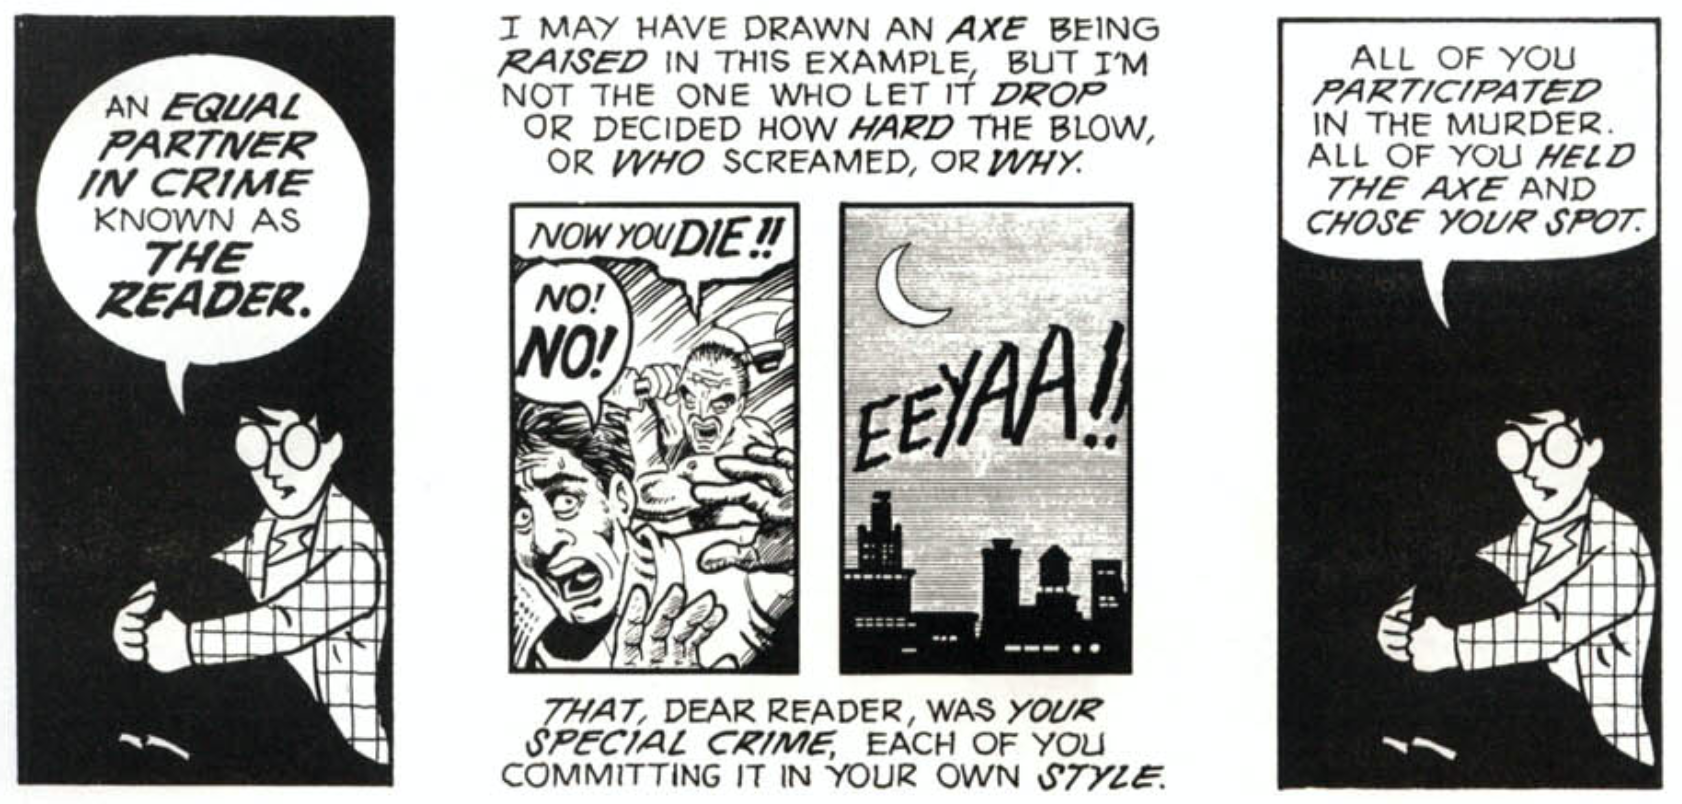 AN EQUAL
PARTNER
IN CRIME
KNOWN AS
THE
READER.
I MAY HAVE DRAWN AN AXE BEING
RAISED IN THIS EXAMPLE, BUT I'M
NOT THE ONE WHO LET IT DROP
OR DECIDED HOW HARD THE BLOW,
OR WHO SCREAMED, OR WHY.
NOW YOU DIE!!
NO!
NO!
EEYAA!!
THAT, DEAR READER, WAS YOUR
SPECIAL CRIME, EACH OF YOU
COMMITTING IT IN YOUR OWN STYLE.
ALL OF YOU
PARTICIPATED
IN THE MURDER.
ALL OF YOU HELD
THE AXE AND
CHOSE YOUR SPOT.